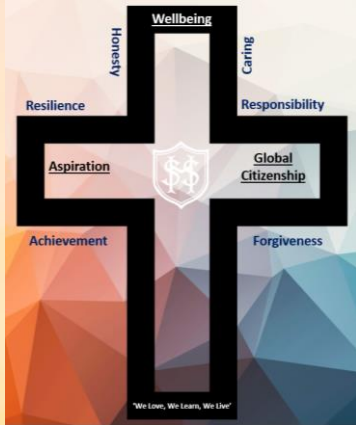 Wellbeing
Honesty
Caring
Resilience
Responsibility
Aspiration
Global
Citizenship
Achievement
Forgiveness
'We Love, We Learn, We Live'